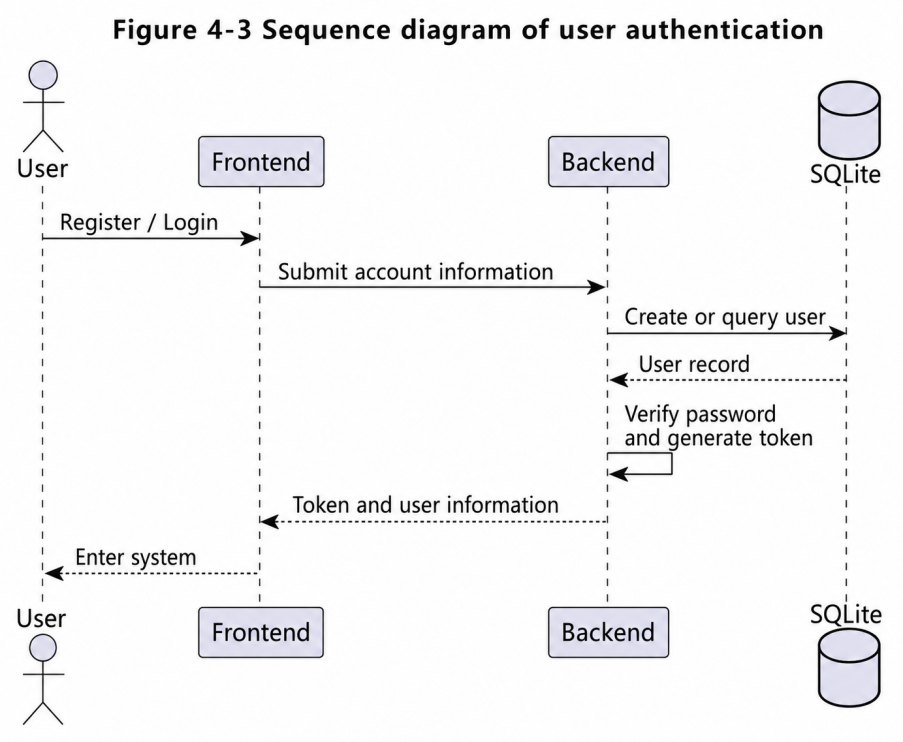 Figure 4-3 Sequence diagram of user authentication
User
Frontend
Backend
SQLite
Register / Login
Submit account information
Create or query user
User record
Verify password
and generate token
Token and user information
Enter system
User
Frontend
Backend
SQLite